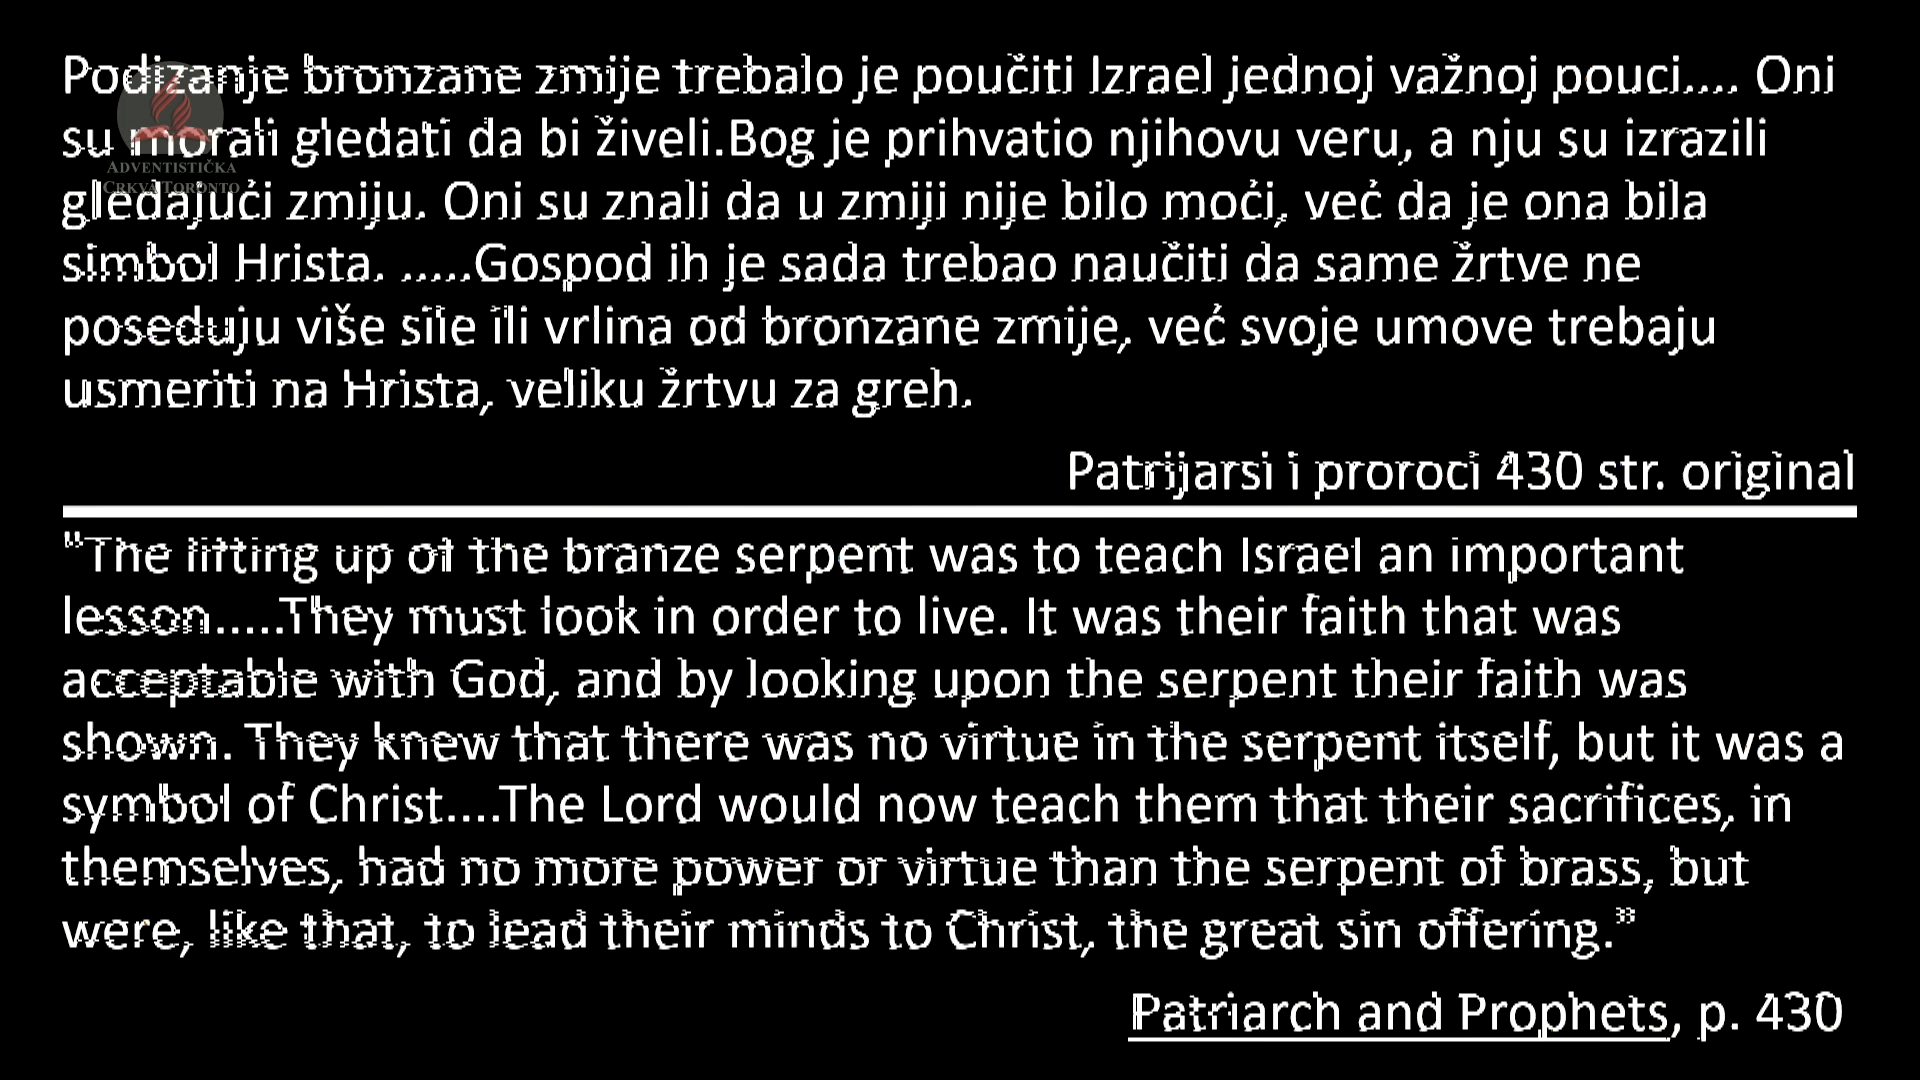 Podizanje bronzane zmije trebalo je poučiti Izrael jednoj važnoj pouci.... Oni
su morali gledati da bi živeli.Bog je prihvatio njihovu veru, a nju su izrazili
gledajući zmiju. Oni su znali da u zmiji nije bilo moći, već da je ona bila
simbol Hrista. .....Gospod ih je sada trebao naučiti da same žrtve ne
poseduju više sile ili vrlina od bronzane zmije, već svoje umove trebaju
usmeriti na Hrista, veliku žrtvu za greh.
Patrijarsi i proroci 430 str. original
"The lifting up of the branze serpent was to teach Israel an important
lesson.....They must look in order to live. It was their faith that was
acceptable with God, and by looking upon the serpent their faith was
shown. They knew that there was no virtue in the serpent itself, but it was a
symbol of Christ....The Lord would now teach them that their sacrifices, in
themselves, had no more power or virtue than the serpent of brass, but
were, like that, to lead their minds to Christ, the great sin offering.”
Patriarch and Prophets, p. 430
ADVENTISTIČKA
CRKVA TORONTO